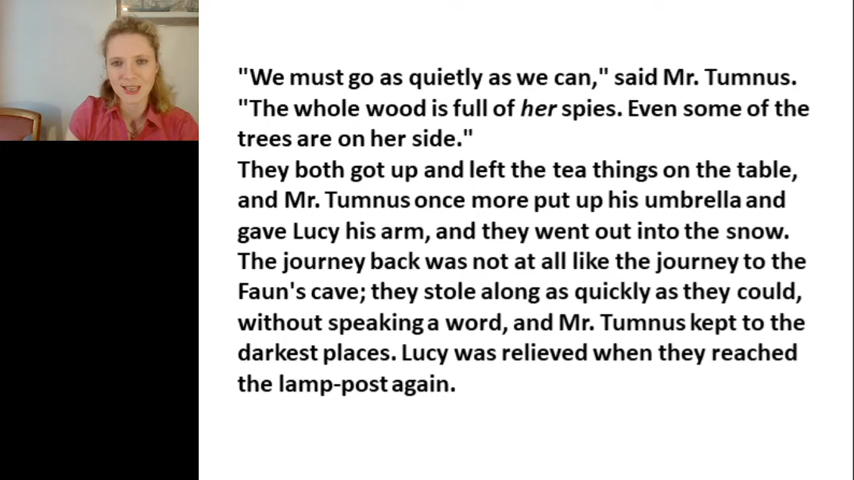 "We must go as quietly as we can," said Mr. Tumnus.
"The whole wood is full of her spies. Even some of the
trees are on her side."
They both got up and left the tea things on the table,
and Mr. Tumnus once more put up his umbrella and
gave Lucy his arm, and they went out into the snow.
The journey back was not at all like the journey to the
Faun's cave; they stole along as quickly as they could,
without speaking a word, and Mr. Tumnus kept to the
darkest places. Lucy was relieved when they reached
the lamp-post again.